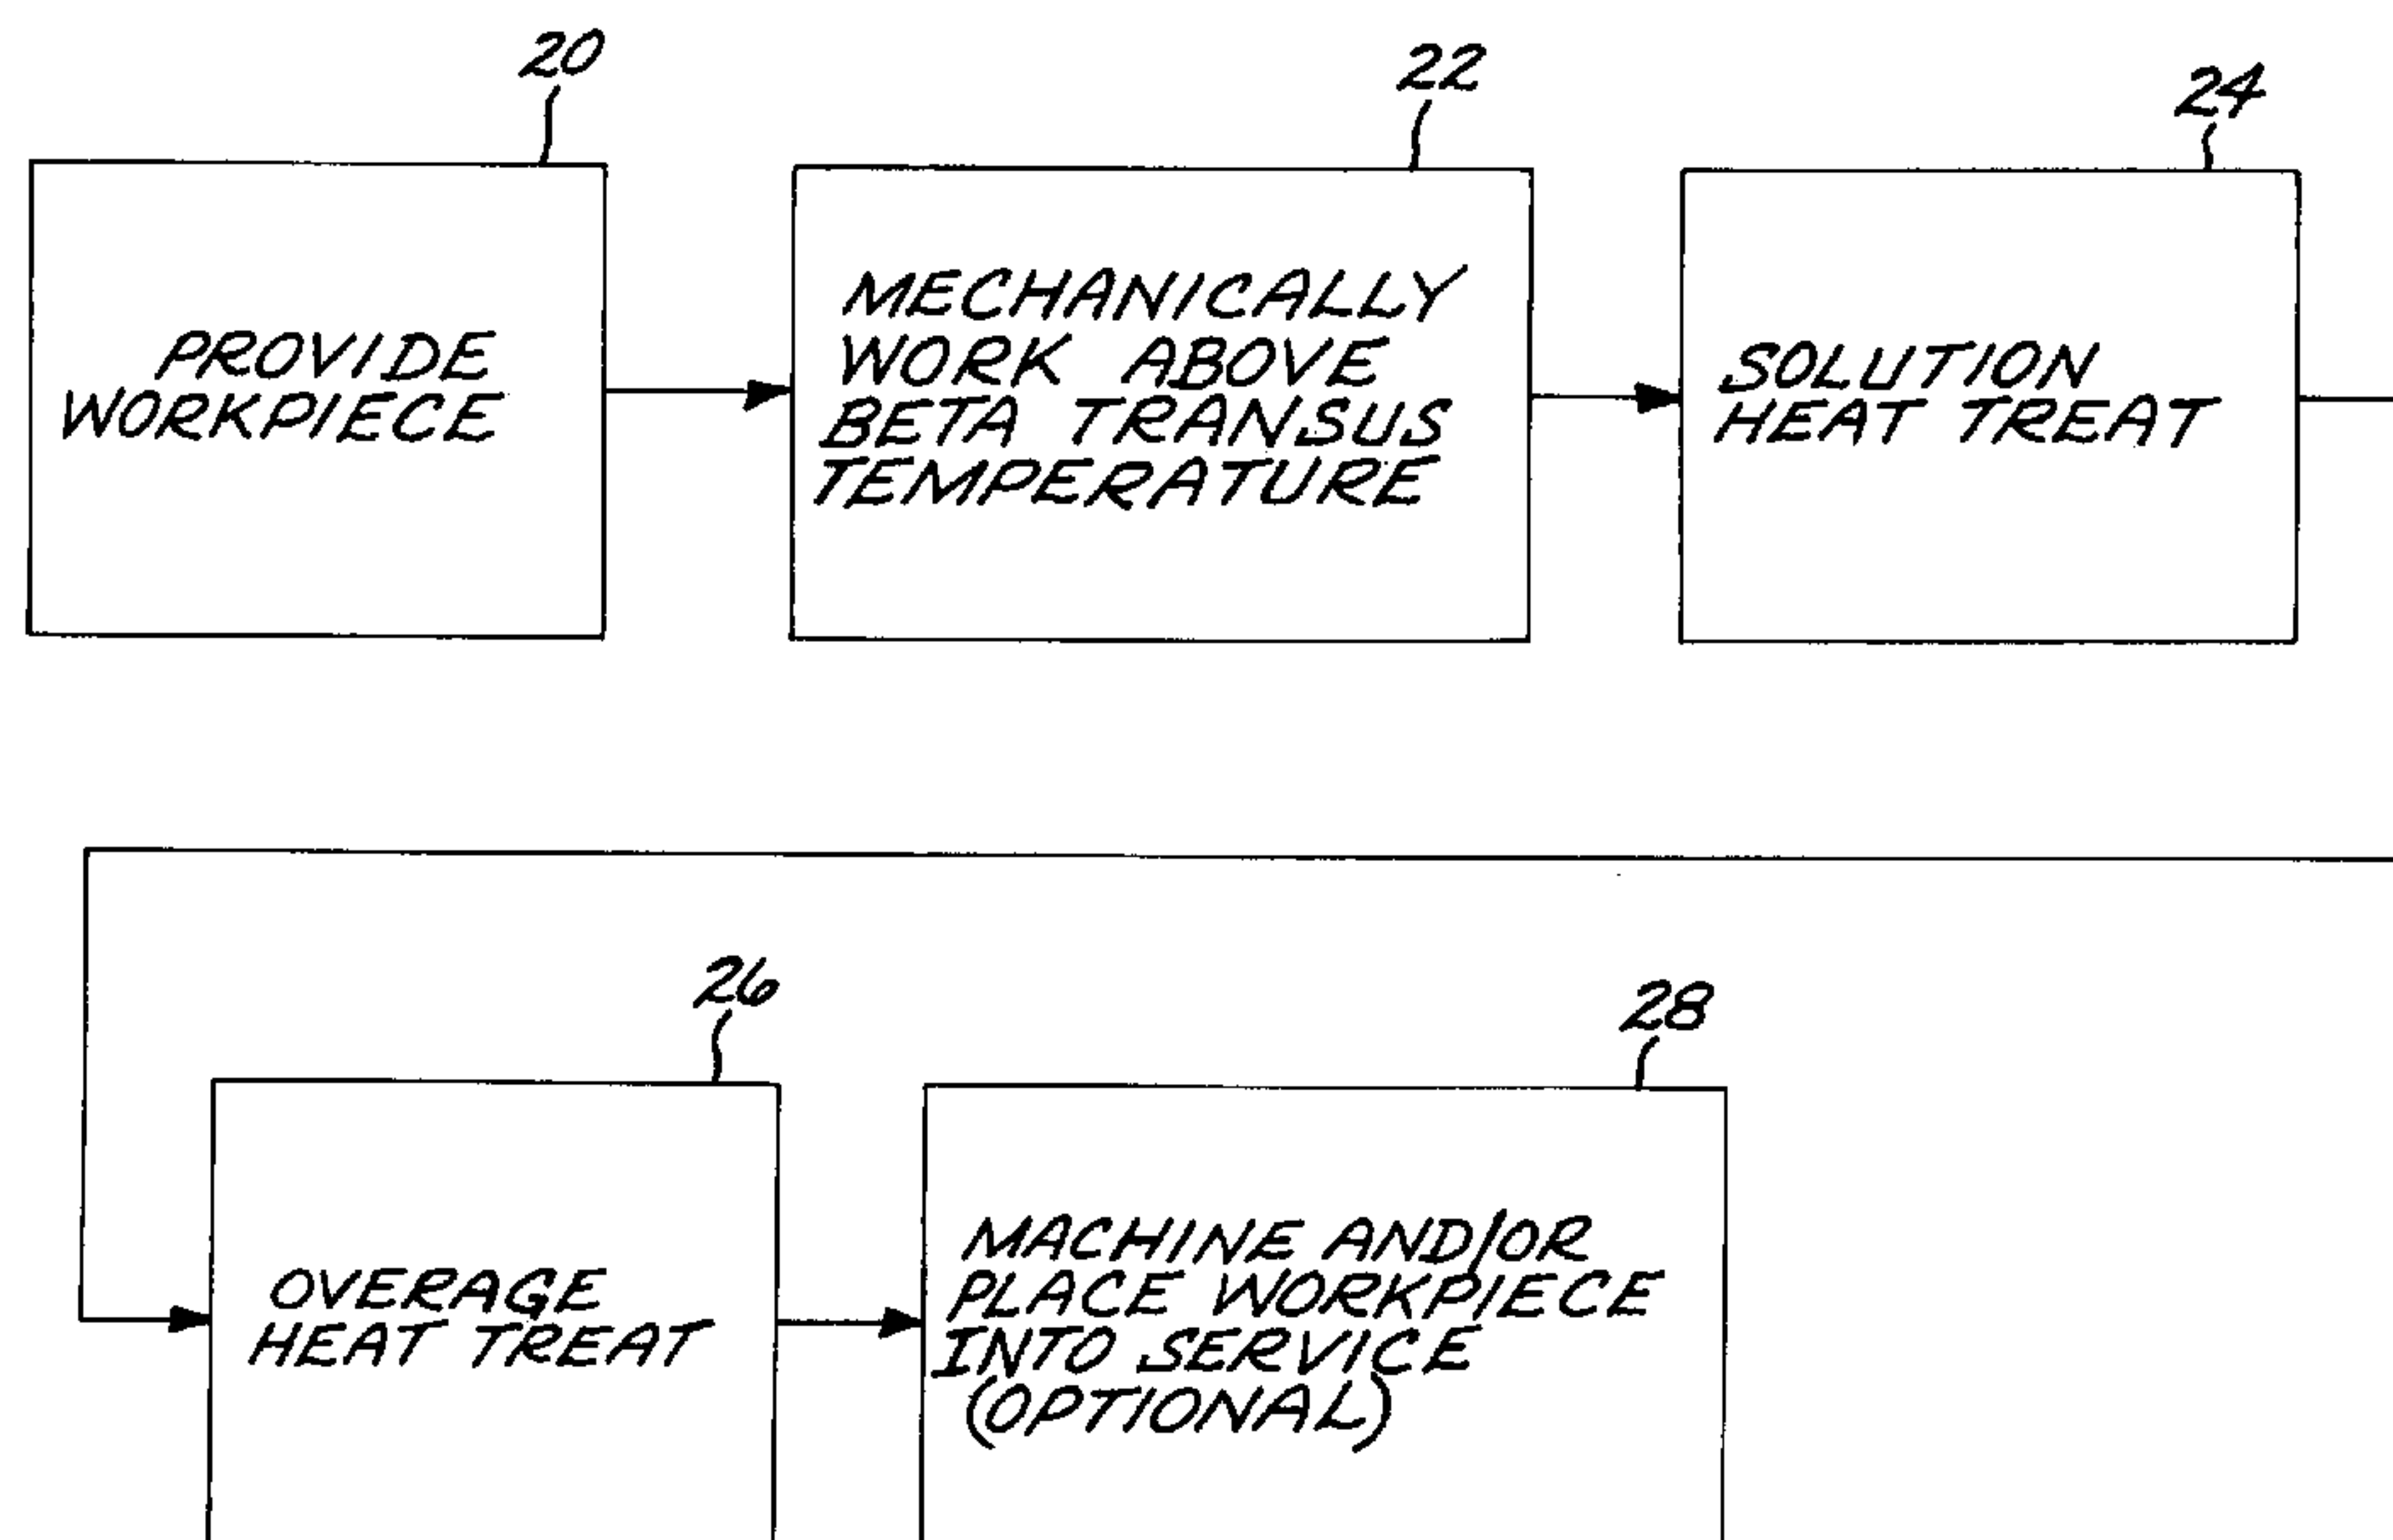 20
22
24
PROVIDE
WORKPIECE
MECHANICALLY
WORK ABOVE
BETA TRANSUS
TEMPERATURE
SOLUTION
HEAT TREAT
26
28
OVERAGE
HEAT TREAT
MACHINE AND/OR
PLACE WORKPIECE
INTO SERVICE
(OPTIONAL)